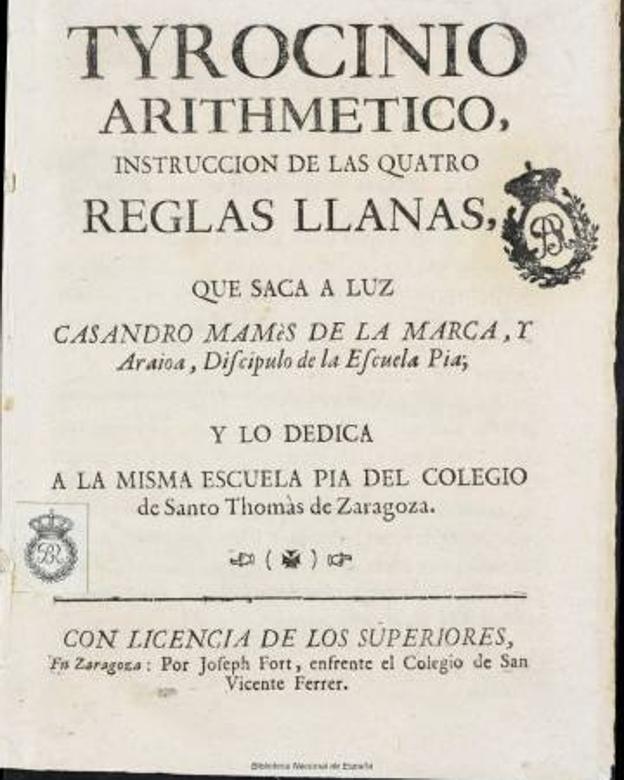 TYROCINIO
ARITHMETICO,
INSTRUCCION DE LAS QUATRO
REGLAS LLANAS,
QUE SACA A LUZ
CASANDRO MAMèS DE LA MARCA, Y
Araioa, Diſcipulo de la Eſcuela Pia;
Y LO DEDICA
A LA MISMA ESCUELA PIA DEL COLEGIO
de Santo Thomàs de Zaragoza.
CON LICENCIA DE LOS SUPERIORES,
En Zaragoza: Por Joſeph Fort, enfrente el Colegio de San
Vicente Ferrer.
Biblioteca Nacional de España